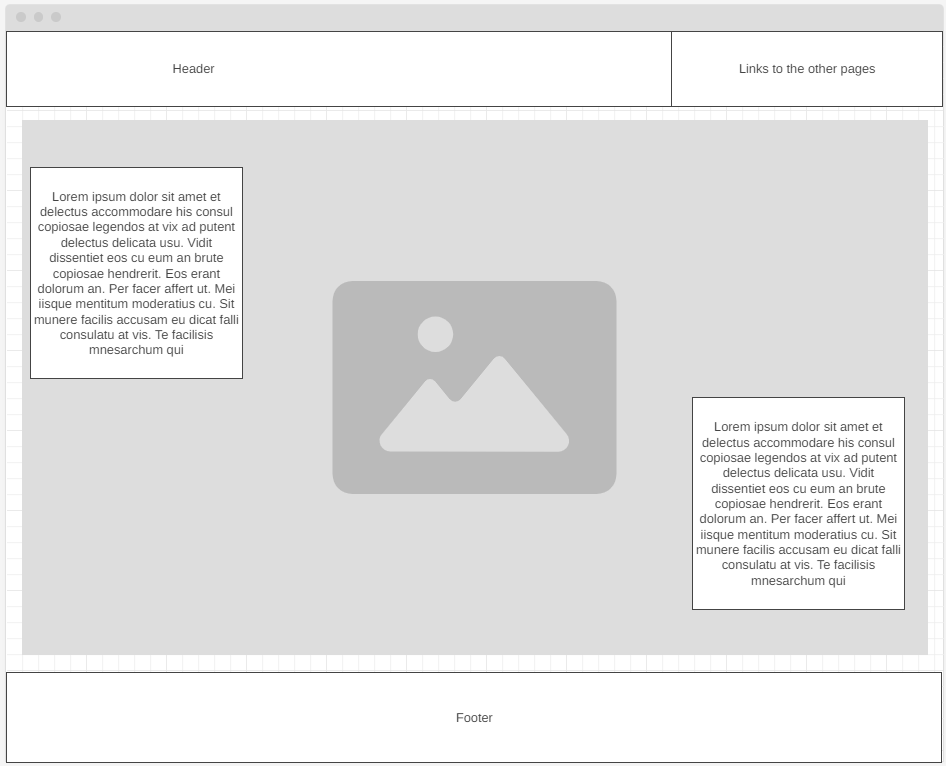 Header
Links to the other pages
Lorem ipsum dolor sit amet et
delectus accommodare his consul
copiosae legendos at vix ad putent
delectus delicata usu. Vidit
dissentiet eos cu eum an brute
copiosae hendrerit. Eos erant
dolorum an. Per facer affert ut. Mei
iisque mentitum moderatius cu. Sit
munere facilis accusam eu dicat falli
consulatu at vis. Te facilisis
mnesarchum qui
Lorem ipsum dolor sit amet et
delectus accommodare his consul
copiosae legendos at vix ad putent
delectus delicata usu. Vidit
dissentiet eos cu eum an brute
copiosae hendrerit. Eos erant
dolorum an. Per facer affert ut. Mei
iisque mentitum moderatius cu. Sit
munere facilis accusam eu dicat falli
consulatu at vis. Te facilisis
mnesarchum qui
Footer